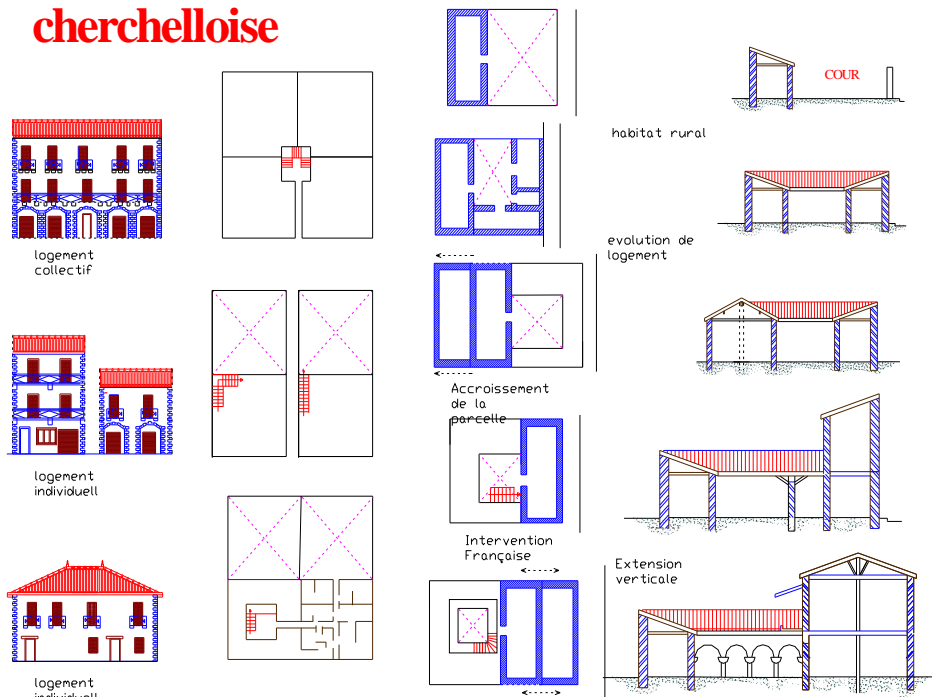 cherchelloise
COUR
habitat rural
logement
collectif
evolution de
logement
Accroissement
de la
parcelle
logement
individuell
Intervention
Française
Extension
verticale
logement
individuell